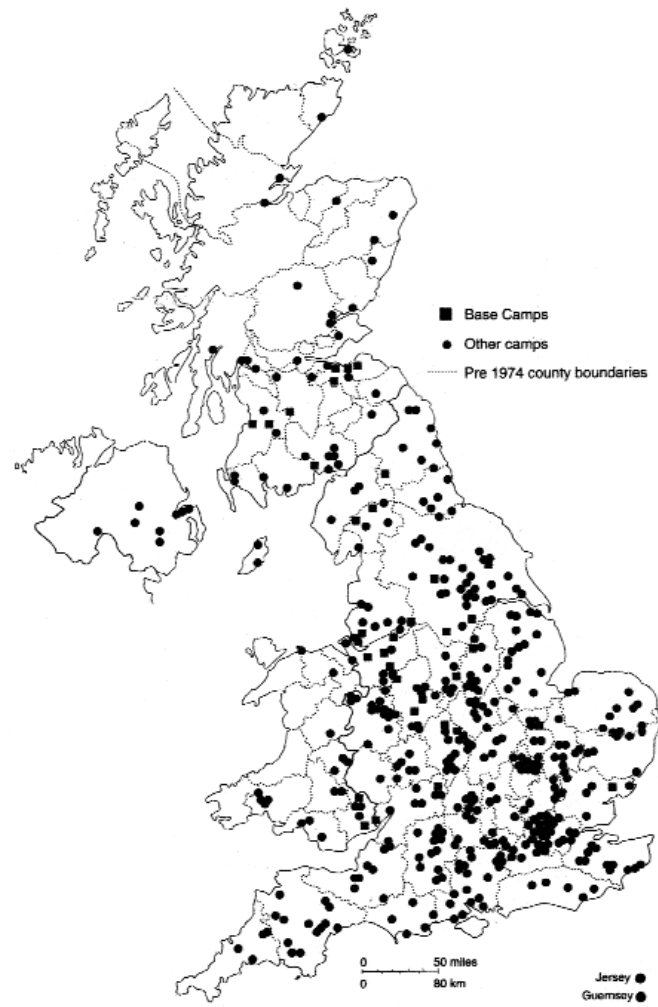 Base Camps
Other camps
Pre 1974 county boundaries
0 50 miles
0 80 km
Jersey
Guernsey